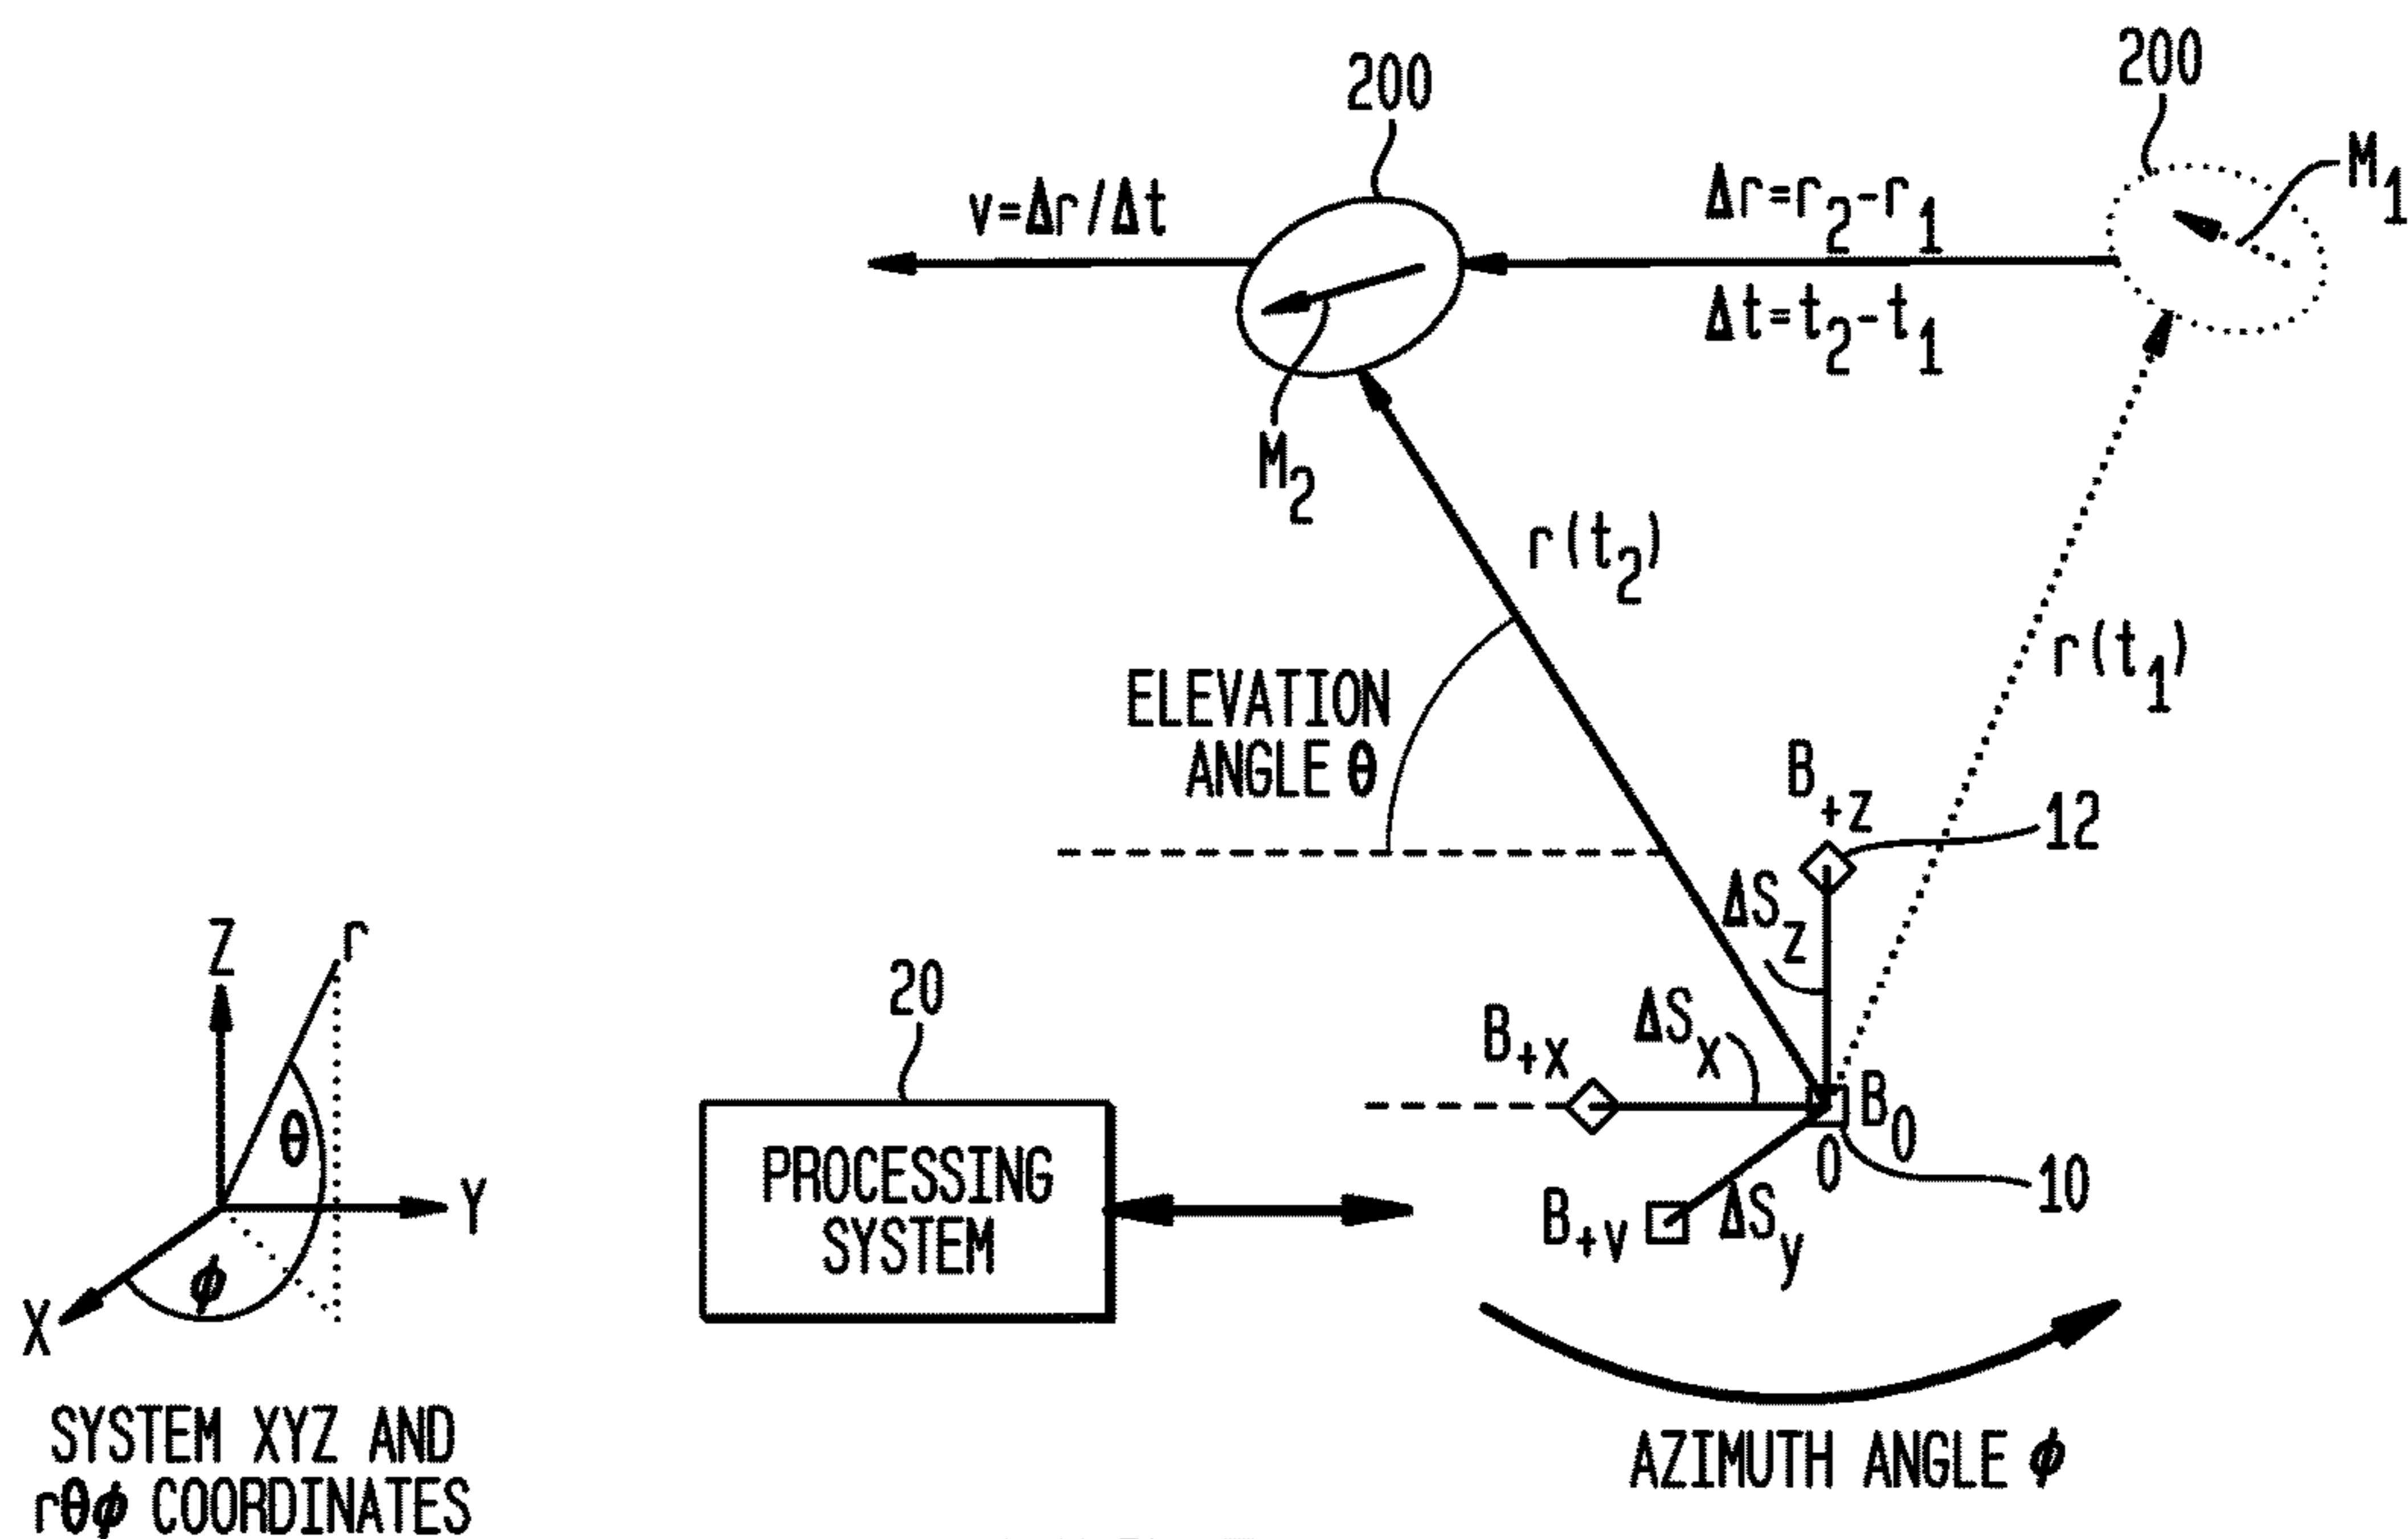 200
200
M1
v=Δr/Δt
Δr=r2-r1
Δt=t2-t1
M2
r(t2)
r(t1)
ELEVATION
ANGLE θ
B+Z
12
ΔSZ
Z
r
θ
Y
ϕ
X
SYSTEM XYZ AND
rθϕ COORDINATES
20
PROCESSING
SYSTEM
B+X
ΔSX
B0
0
10
B+V
ΔSy
AZIMUTH ANGLE ϕ